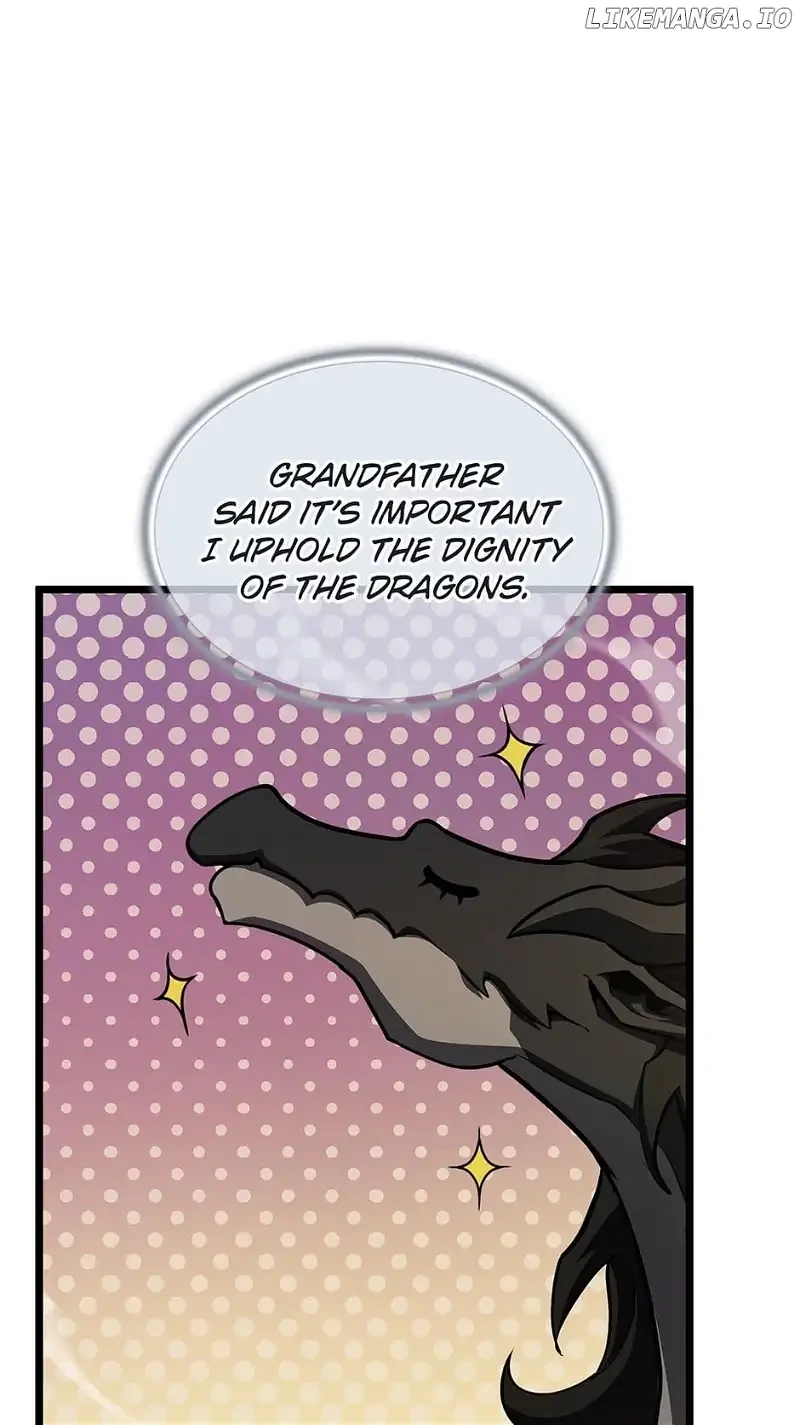 LIKEMANGA.IO
GRANDFATHER
SAID IT'S IMPORTANT
I UPHOLD THE DIGNITY
OF THE DRAGONS.